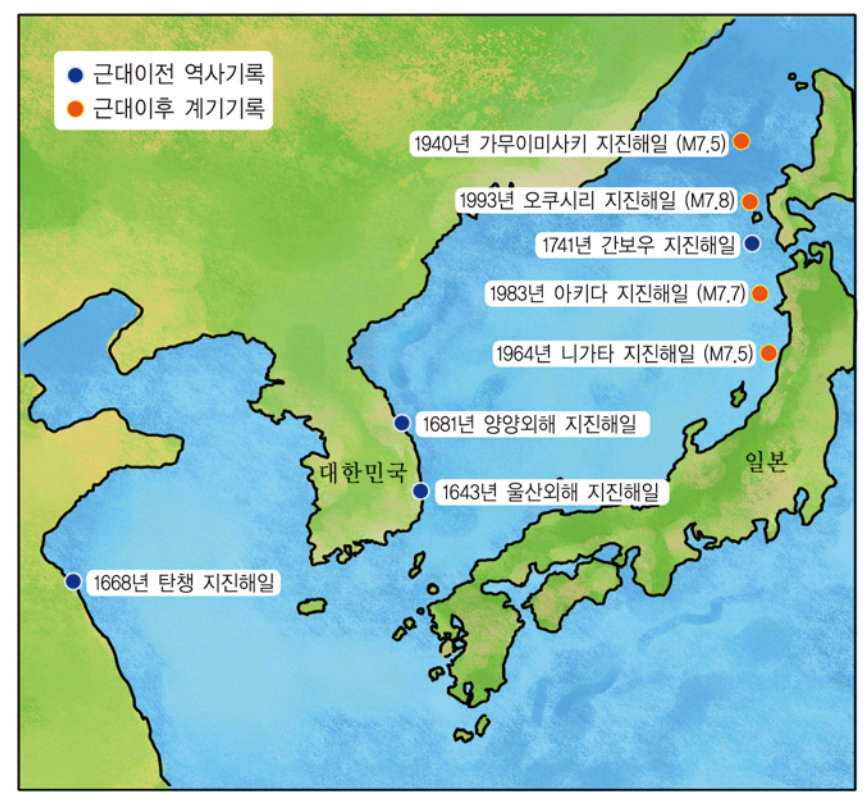 근대이전 역사기록
근대이후 계기기록
1940년 가무이미사키 지진해일 (M7.5)
1993년 오쿠시리 지진해일 (M7.8)
1741년 간보우 지진해일
1983년 아키다 지진해일 (M7.7)
1964년 니가타 지진해일 (M7.5)
1681년 양양외해 지진해일
일본
대한민국
1643년 울산외해 지진해일
1668년 탄챙 지진해일